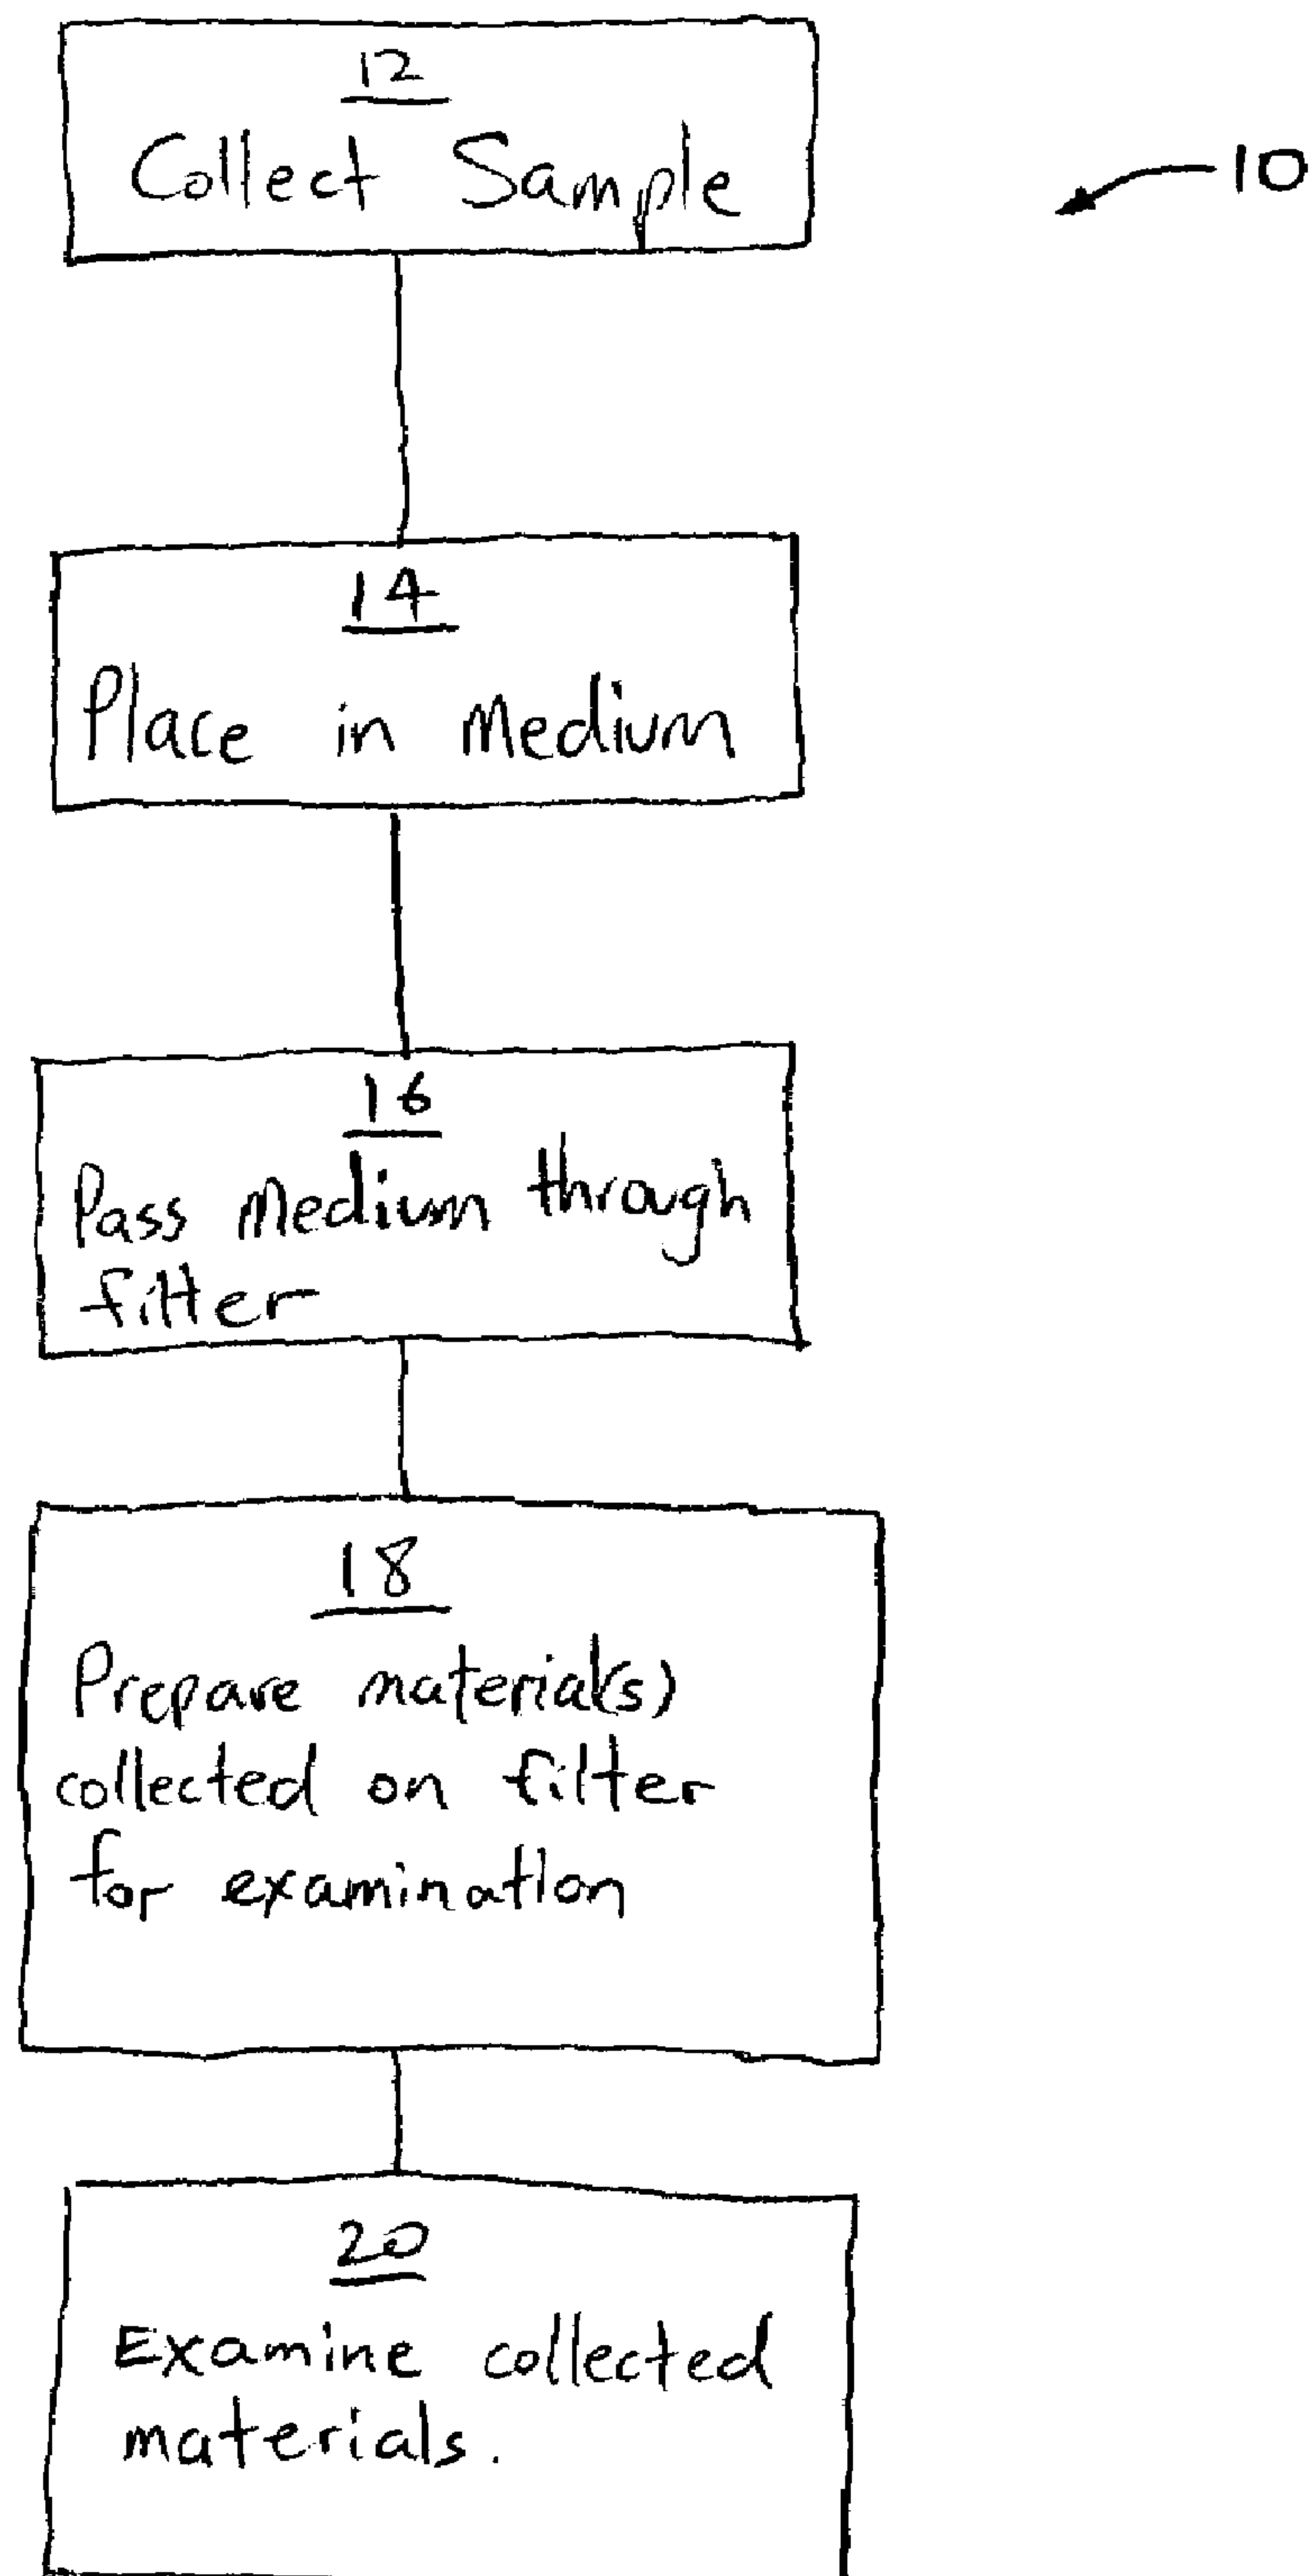 12
Collect Sample
10
14
Place in Medium
16
Pass Medium through
filter
18
Prepare material(s)
collected on filter
for examination
20
Examine collected
materials.